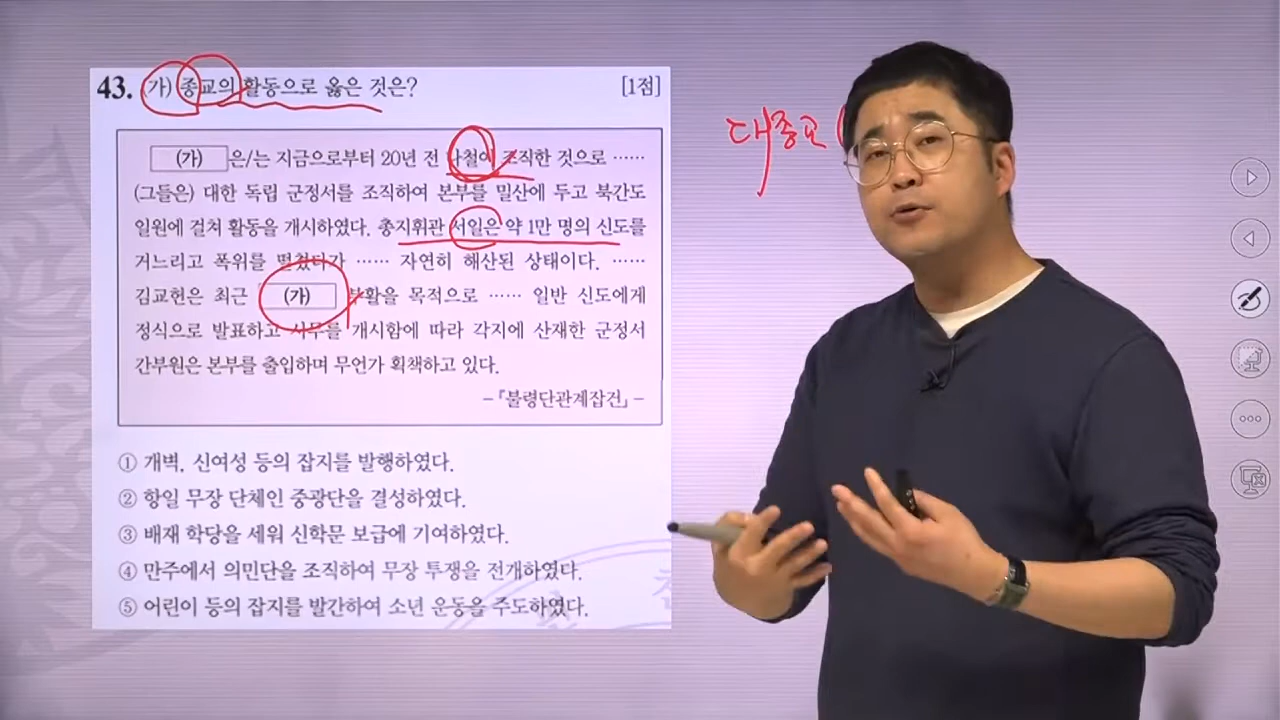 43. (가) 종교의 활동으로 옳은 것은? [1점]
(가) 은/는 지금으로부터 20년 전 나철이 조직한 것으로 ……
(그들은) 대한 독립 군정서를 조직하여 본부를 밀산에 두고 북간도
일원에 걸쳐 활동을 개시하였다. 총지휘관 서일은 약 1만 명의 신도를
거느리고 폭위를 떨쳤다가 …… 자연히 해산된 상태이다. ……
김교헌은 최근 (가) 부활을 목적으로 …… 일반 신도에게
정식으로 발표하고 사무를 개시함에 따라 각지에 산재한 군정서
간부원은 본부를 출입하며 무언가 획책하고 있다.
-「불령단관계잡건」-
① 개벽, 신여성 등의 잡지를 발행하였다.
② 항일 무장 단체인 중광단을 결성하였다.
③ 배재 학당을 세워 신학문 보급에 기여하였다.
④ 만주에서 의민단을 조직하여 무장 투쟁을 전개하였다.
⑤ 어린이 등의 잡지를 발간하여 소년 운동을 주도하였다.
대종교 (